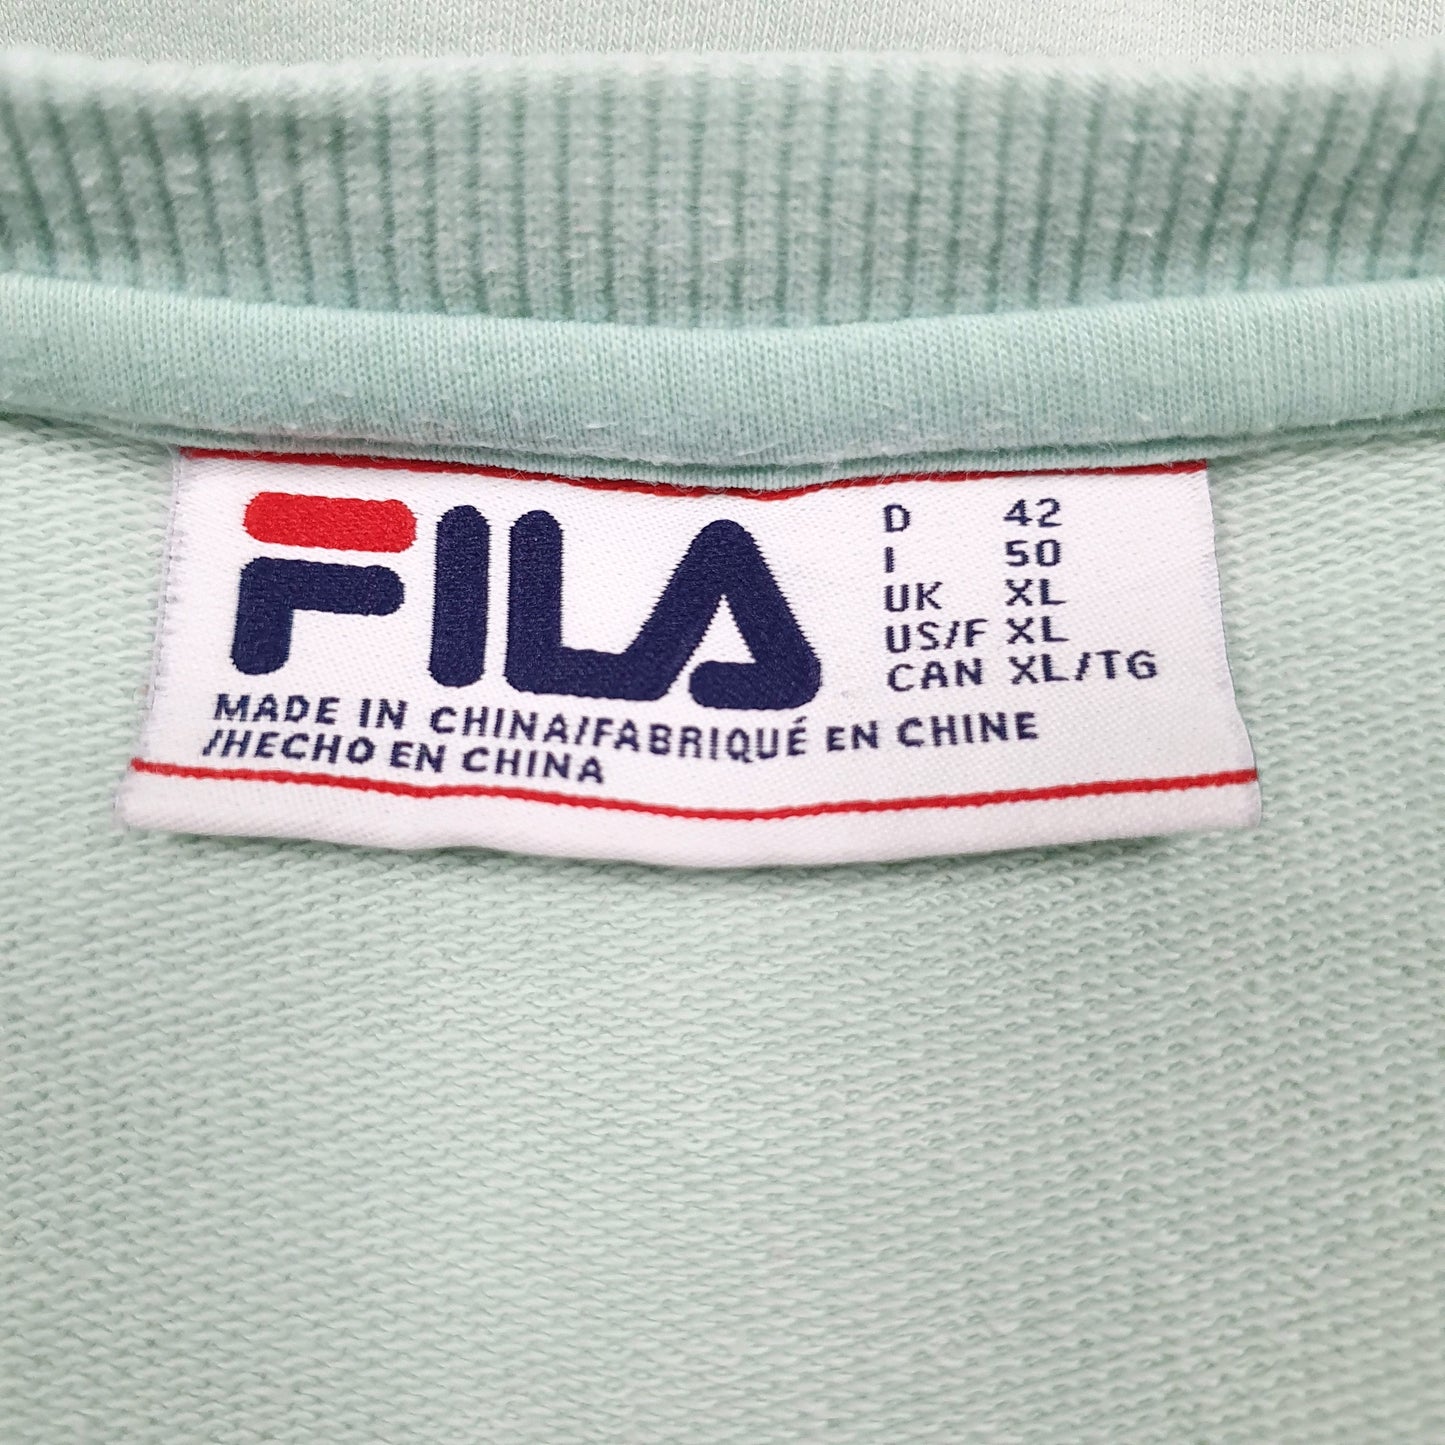 FILA
D 42
I 50
UK XL
US/F XL
CAN XL/TG
MADE IN CHINA/FABRIQUÉ EN CHINE
/HECHO EN CHINA